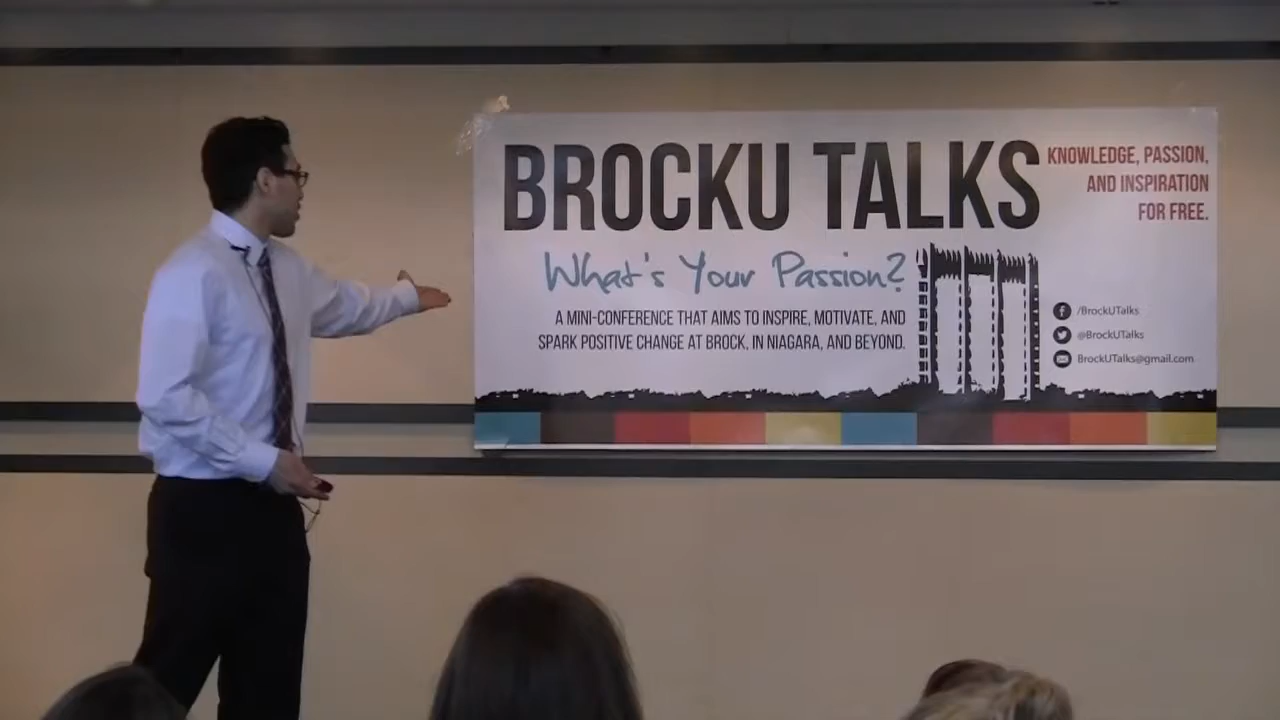 BROCKU TALKS
KNOWLEDGE, PASSION,
AND INSPIRATION
FOR FREE.
What's Your Passion?
A MINI-CONFERENCE THAT AIMS TO INSPIRE, MOTIVATE, AND
SPARK POSITIVE CHANGE AT BROCK, IN NIAGARA, AND BEYOND.
f /BrockUTalks
@BrockUTalks
BrockUTalks@gmail.com